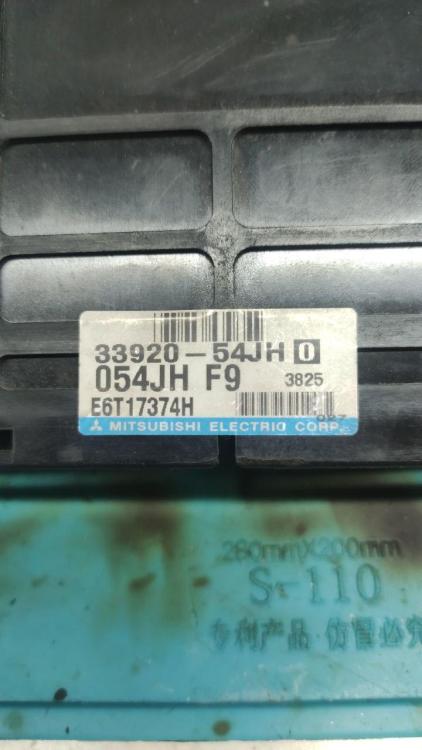 33920-54JH 0
054JH F9 3825
E6T17374H
MITSUBISHI ELECTRIC CORP.
280mmX200mm
S-110
专利产品·仿冒必究